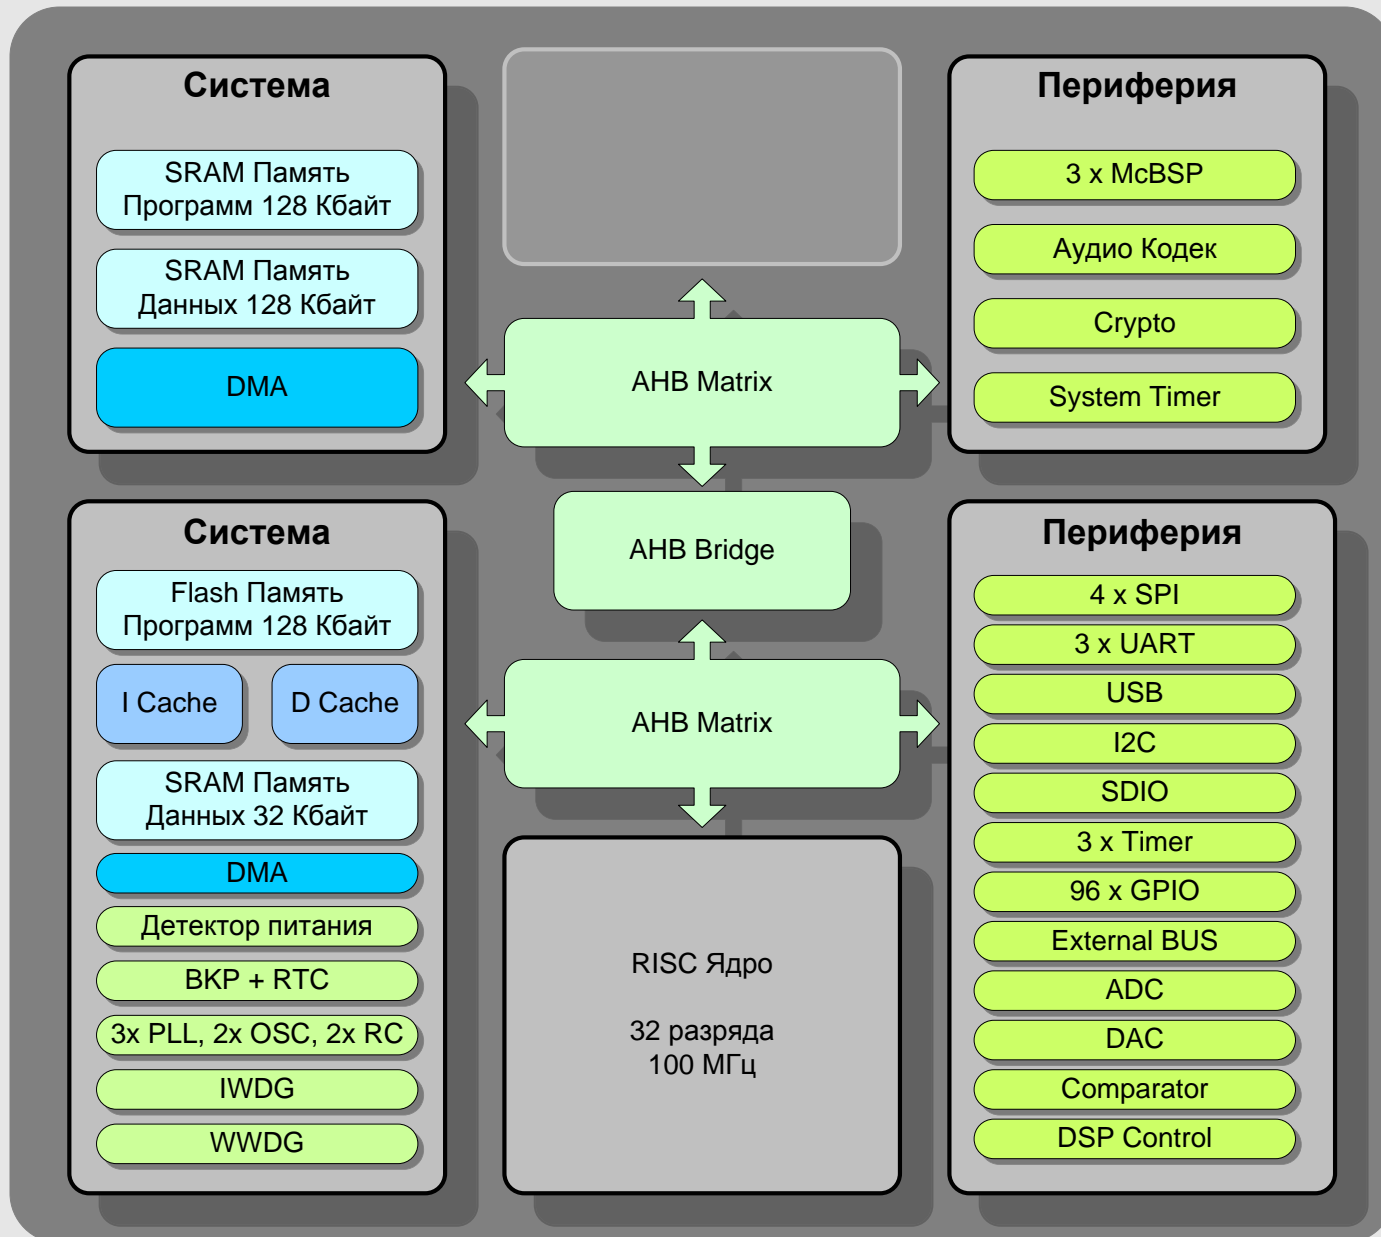 Система
SRAM Память
Программ 128 Кбайт
SRAM Память
Данных 128 Кбайт
DMA
AHB Matrix
Периферия
3 x McBSP
Аудио Кодек
Crypto
System Timer
AHB Bridge
Система
Flash Память
Программ 128 Кбайт
I Cache
D Cache
SRAM Память
Данных 32 Кбайт
DMA
Детектор питания
BKP + RTC
3x PLL, 2x OSC, 2x RC
IWDG
WWDG
AHB Matrix
RISC Ядро
32 разряда
100 МГц
Периферия
4 x SPI
3 x UART
USB
I2C
SDIO
3 x Timer
96 x GPIO
External BUS
ADC
DAC
Comparator
DSP Control